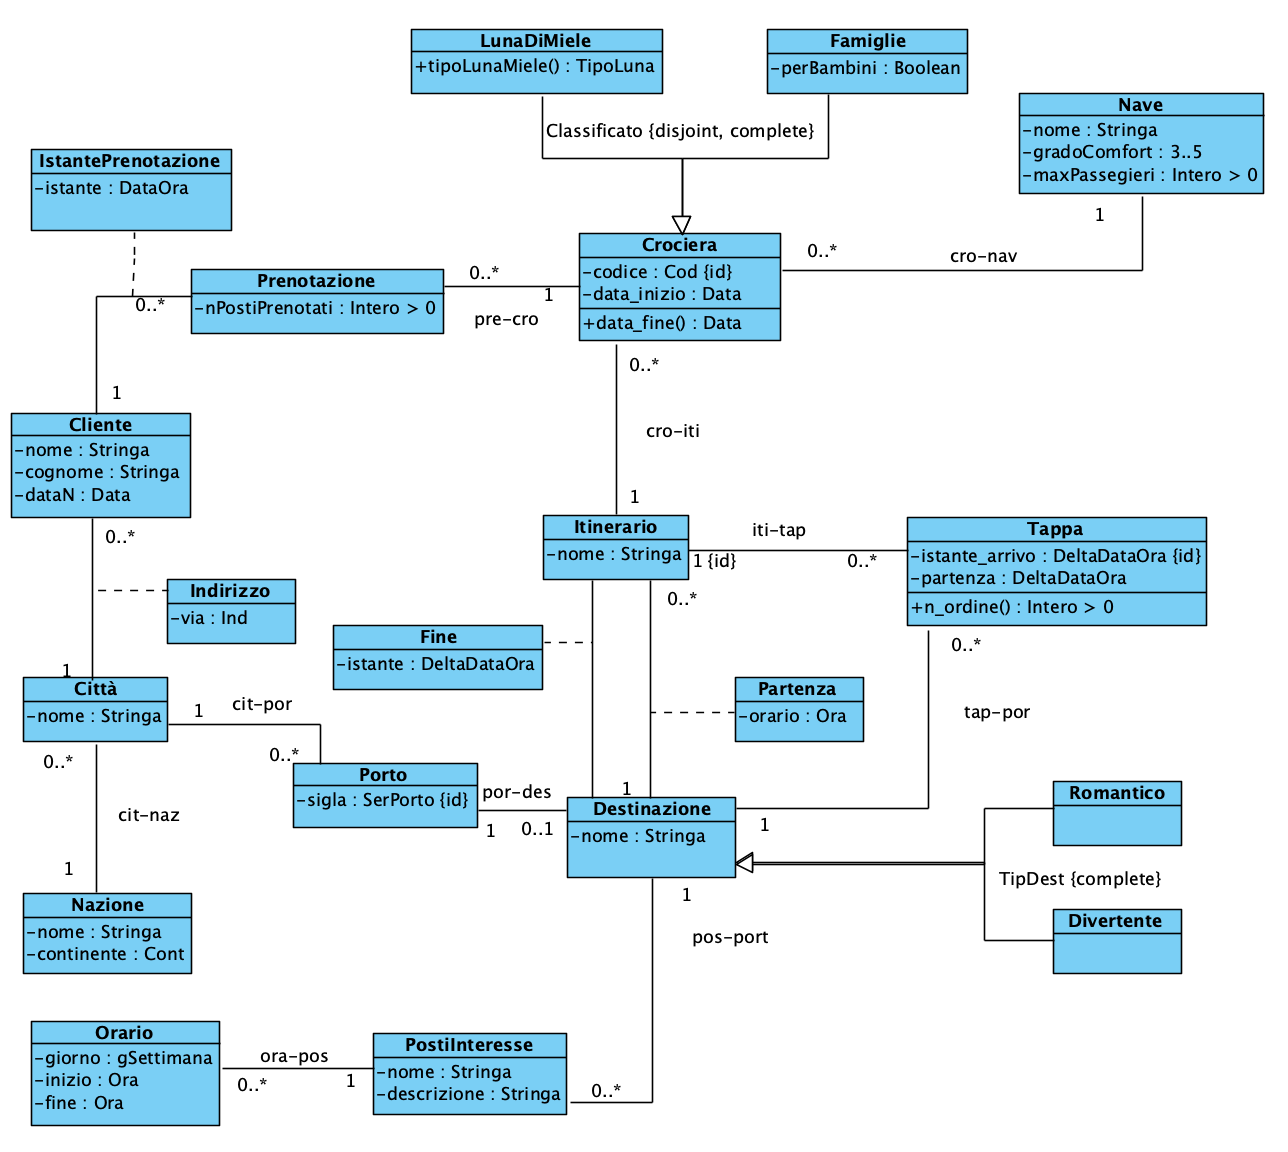 LunaDiMiele
+tipoLunaMiele() : TipoLuna
Famiglie
-perBambini : Boolean
Classificato {disjoint, complete}
Nave
-nome : Stringa
-gradoComfort : 3..5
-maxPassegieri : Intero > 0
1
0..*
cro-nav
IstantePrenotazione
-istante : DataOra
Crociera
-codice : Cod {id}
-data_inizio : Data
+data_fine() : Data
Prenotazione
-nPostiPrenotati : Intero > 0
0..*
1
pre-cro
0..*
1
Cliente
-nome : Stringa
-cognome : Stringa
-dataN : Data
0..*
cro-iti
1
Itinerario
-nome : Stringa
iti-tap
1 {id}
0..*
Tappa
-istante_arrivo : DeltaDataOra {id}
-partenza : DeltaDataOra
+n_ordine() : Intero > 0
0..*
Indirizzo
-via : Ind
1
Fine
-istante : DeltaDataOra
0..*
Partenza
-orario : Ora
0..*
tap-por
1
Città
-nome : Stringa
1
cit-por
0..*
Porto
-sigla : SerPorto {id}
por-des
1
0..1
1
Destinazione
-nome : Stringa
0..*
cit-naz
1
Nazione
-nome : Stringa
-continente : Cont
Romantico
TipDest {complete}
Divertente
1
pos-port
0..*
Orario
-giorno : gSettimana
-inizio : Ora
-fine : Ora
ora-pos
0..*
1
PostiInteresse
-nome : Stringa
-descrizione : Stringa